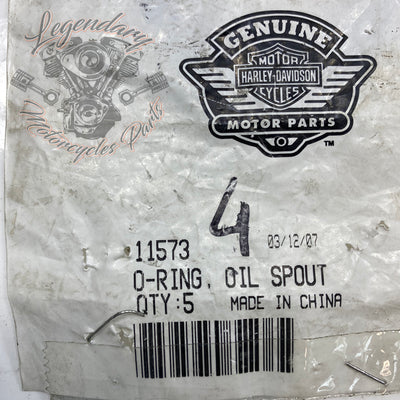 Legendary
Motorcycles Parts
GENUINE
MOTOR
HARLEY-DAVIDSON
CYCLES
MOTOR PARTS
TM
4
11573
03/12/07
O-RING, OIL SPOUT
QTY:5 MADE IN CHINA